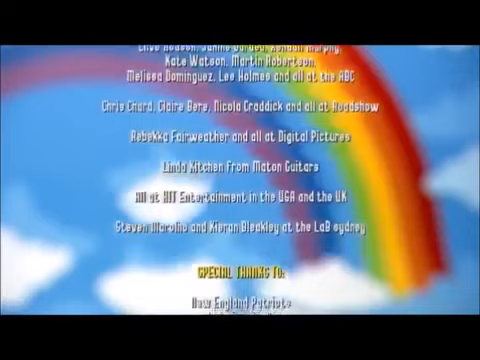 Kate Watson, Martin Robertson,
Melissa Dominguez, Lee Holmes and all at the ABC
Chris Chard, Claire Bere, Nicola Craddick and all at Roadshow
Rebekka Fairweather and all at Digital Pictures
Linda Kitchen from Maton Guitars
All at HIT Entertainment in the USA and the UK
Steven Marolho and Kieran Bleakley at the LaB sydney
SPECIAL THANKS TO:
New England Patriots